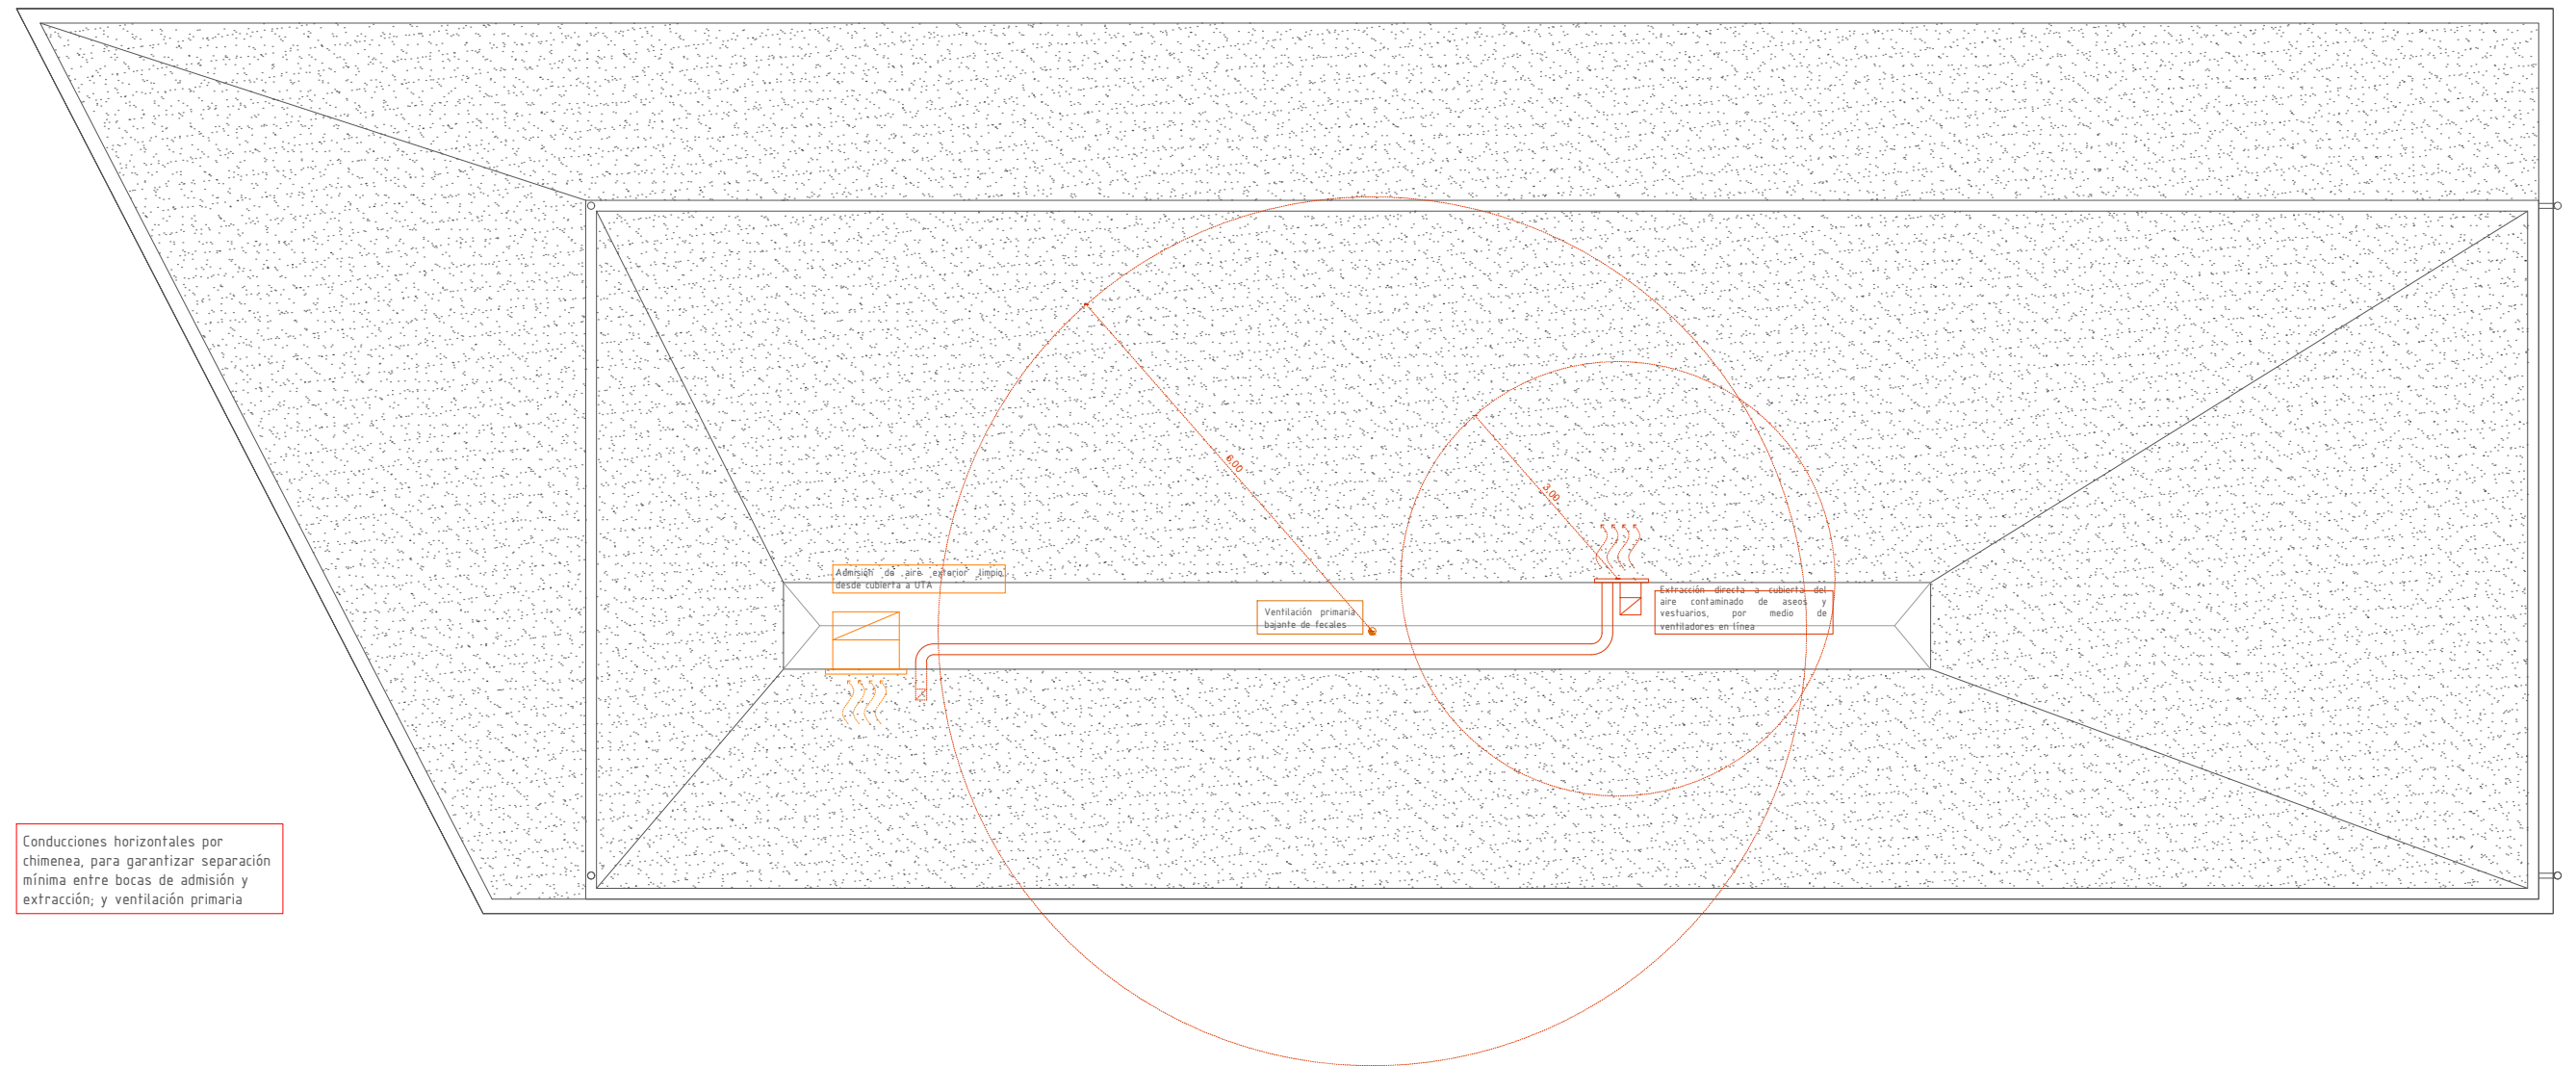 6.00
3.00
Admisión de aire exterior limpio
desde cubierta a UTA
Ventilación primaria
bajante de fecales
Extracción directa a cubierta del
aire contaminado de aseos y
vestuarios, por medio de
ventiladores en línea
Conducciones horizontales por
chimenea, para garantizar separación
mínima entre bocas de admisión y
extracción; y ventilación primaria